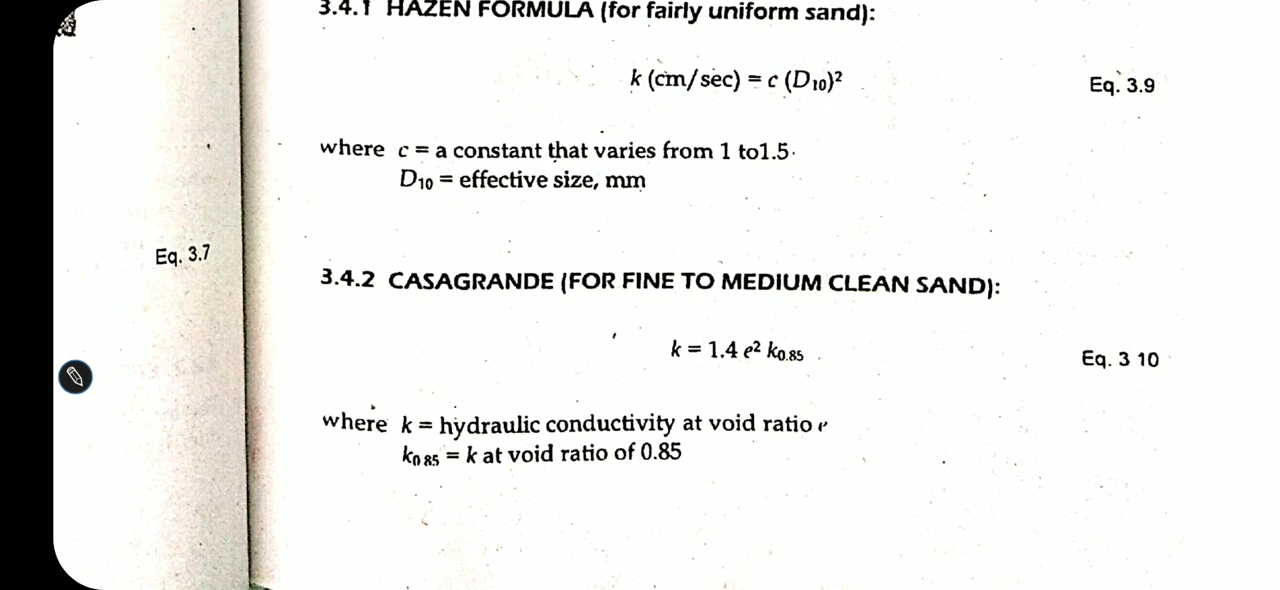 3.4.1 HAZEN FORMULA (for fairly uniform sand):
k (cm/sec) = c (D₁₀)² Eq. 3.9
where c = a constant that varies from 1 to1.5.
D₁₀ = effective size, mm
Eq. 3.7
3.4.2 CASAGRANDE (FOR FINE TO MEDIUM CLEAN SAND):
k = 1.4 e² k₀.₈₅ Eq. 3 10
where k = hydraulic conductivity at void ratio e
k₀ ₈₅ = k at void ratio of 0.85